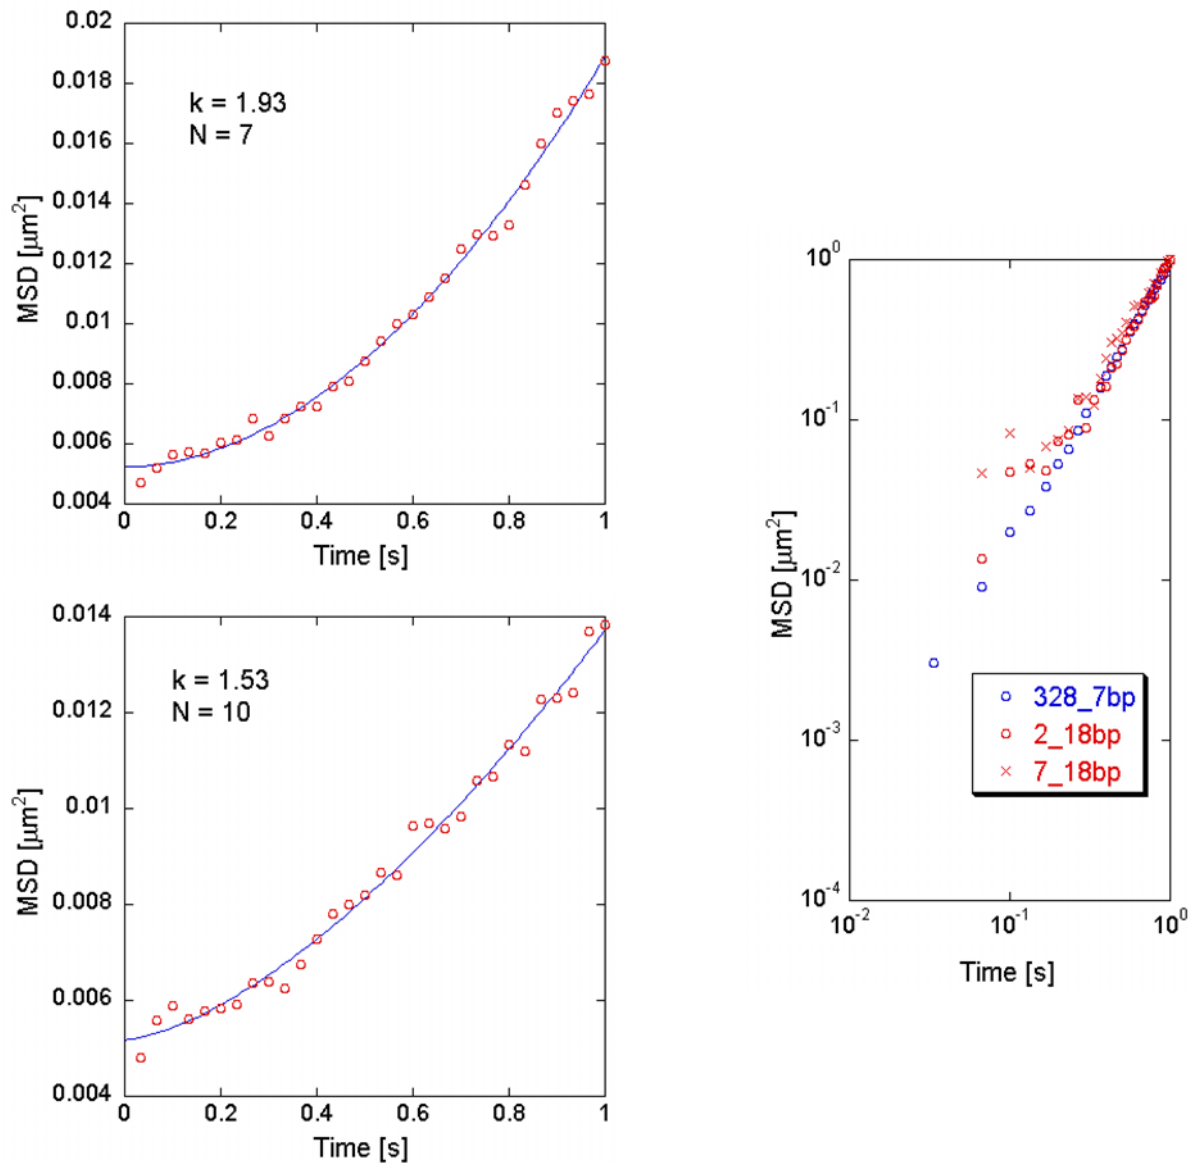 0.02
0.018
0.016
0.014
0.012
0.01
0.008
0.006
0.004
MSD [μm²]
k = 1.93
N = 7
0 0.2 0.4 0.6 0.8 1
Time [s]
0.014
0.012
0.01
0.008
0.006
0.004
MSD [μm²]
k = 1.53
N = 10
0 0.2 0.4 0.6 0.8 1
Time [s]
10⁰
10⁻¹
10⁻²
10⁻³
10⁻⁴
MSD [μm²]
328_7bp
2_18bp
7_18bp
10⁻² 10⁻¹ 10⁰
Time [s]